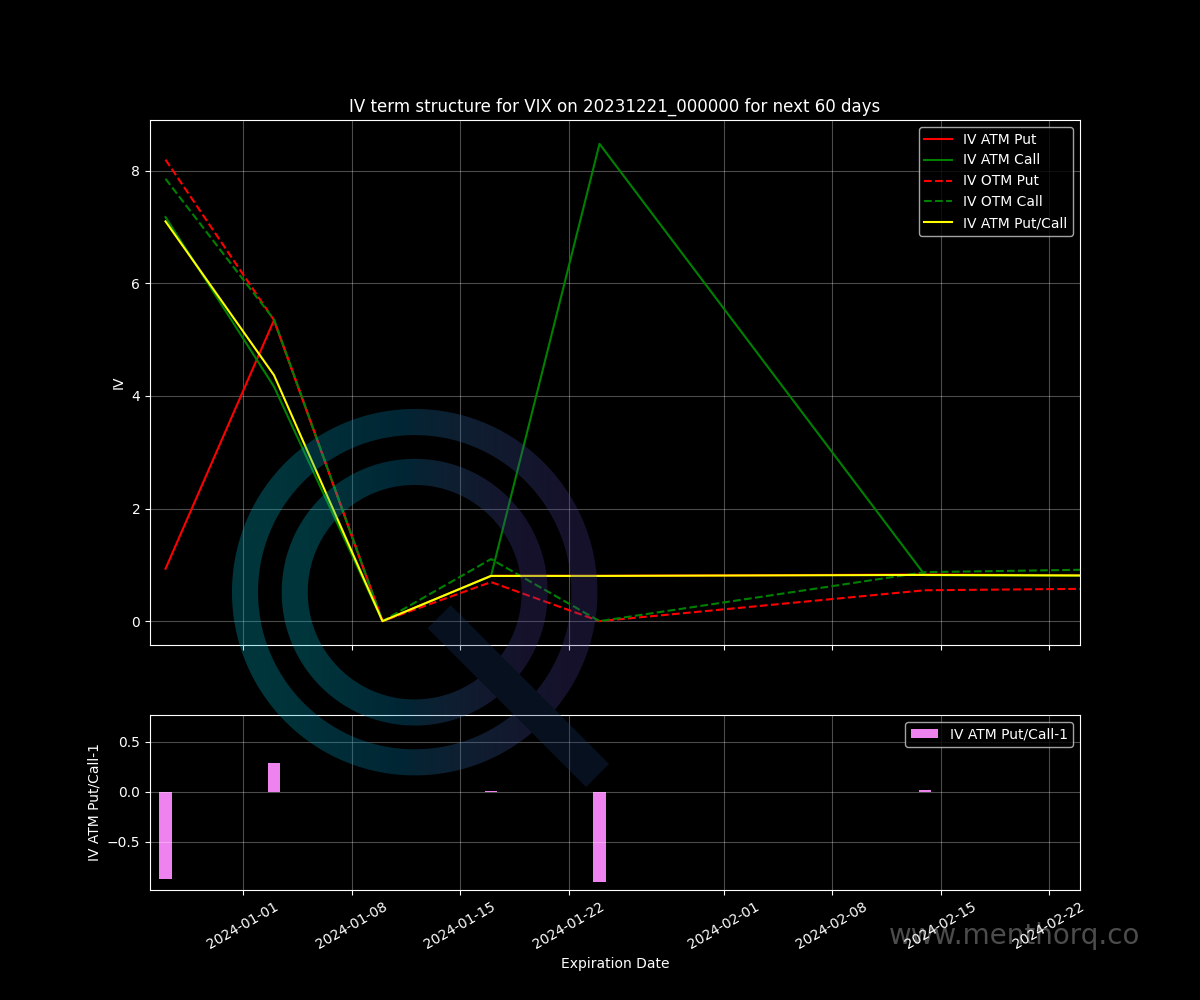 IV term structure for VIX on 20231221_000000 for next 60 days
IV ATM Put
IV ATM Call
IV OTM Put
IV OTM Call
IV ATM Put/Call
8
6
4
2
0
IV
IV ATM Put/Call-1
0.5
0.0
−0.5
IV ATM Put/Call-1
2024-01-01
2024-01-08
2024-01-15
2024-01-22
2024-02-01
2024-02-08
2024-02-15
2024-02-22
www.menthorq.co
Expiration Date